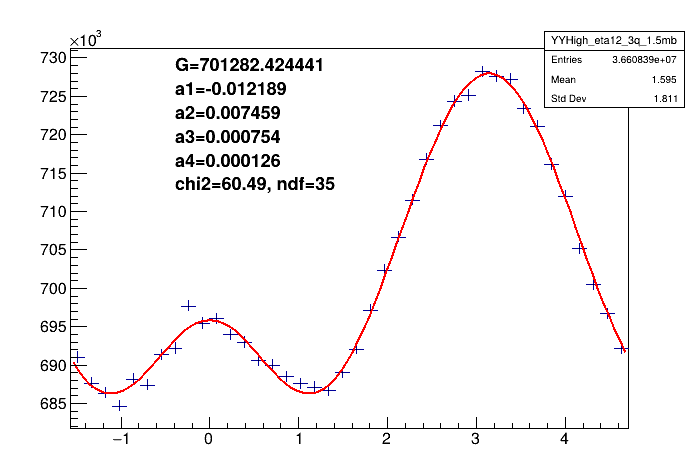 ×10³
YYHigh_eta12_3q_1.5mb
Entries 3.660839e+07
Mean 1.595
Std Dev 1.811
G=701282.424441
a1=-0.012189
a2=0.007459
a3=0.000754
a4=0.000126
chi2=60.49, ndf=35
730
725
720
715
710
705
700
695
690
685
−1 0 1 2 3 4